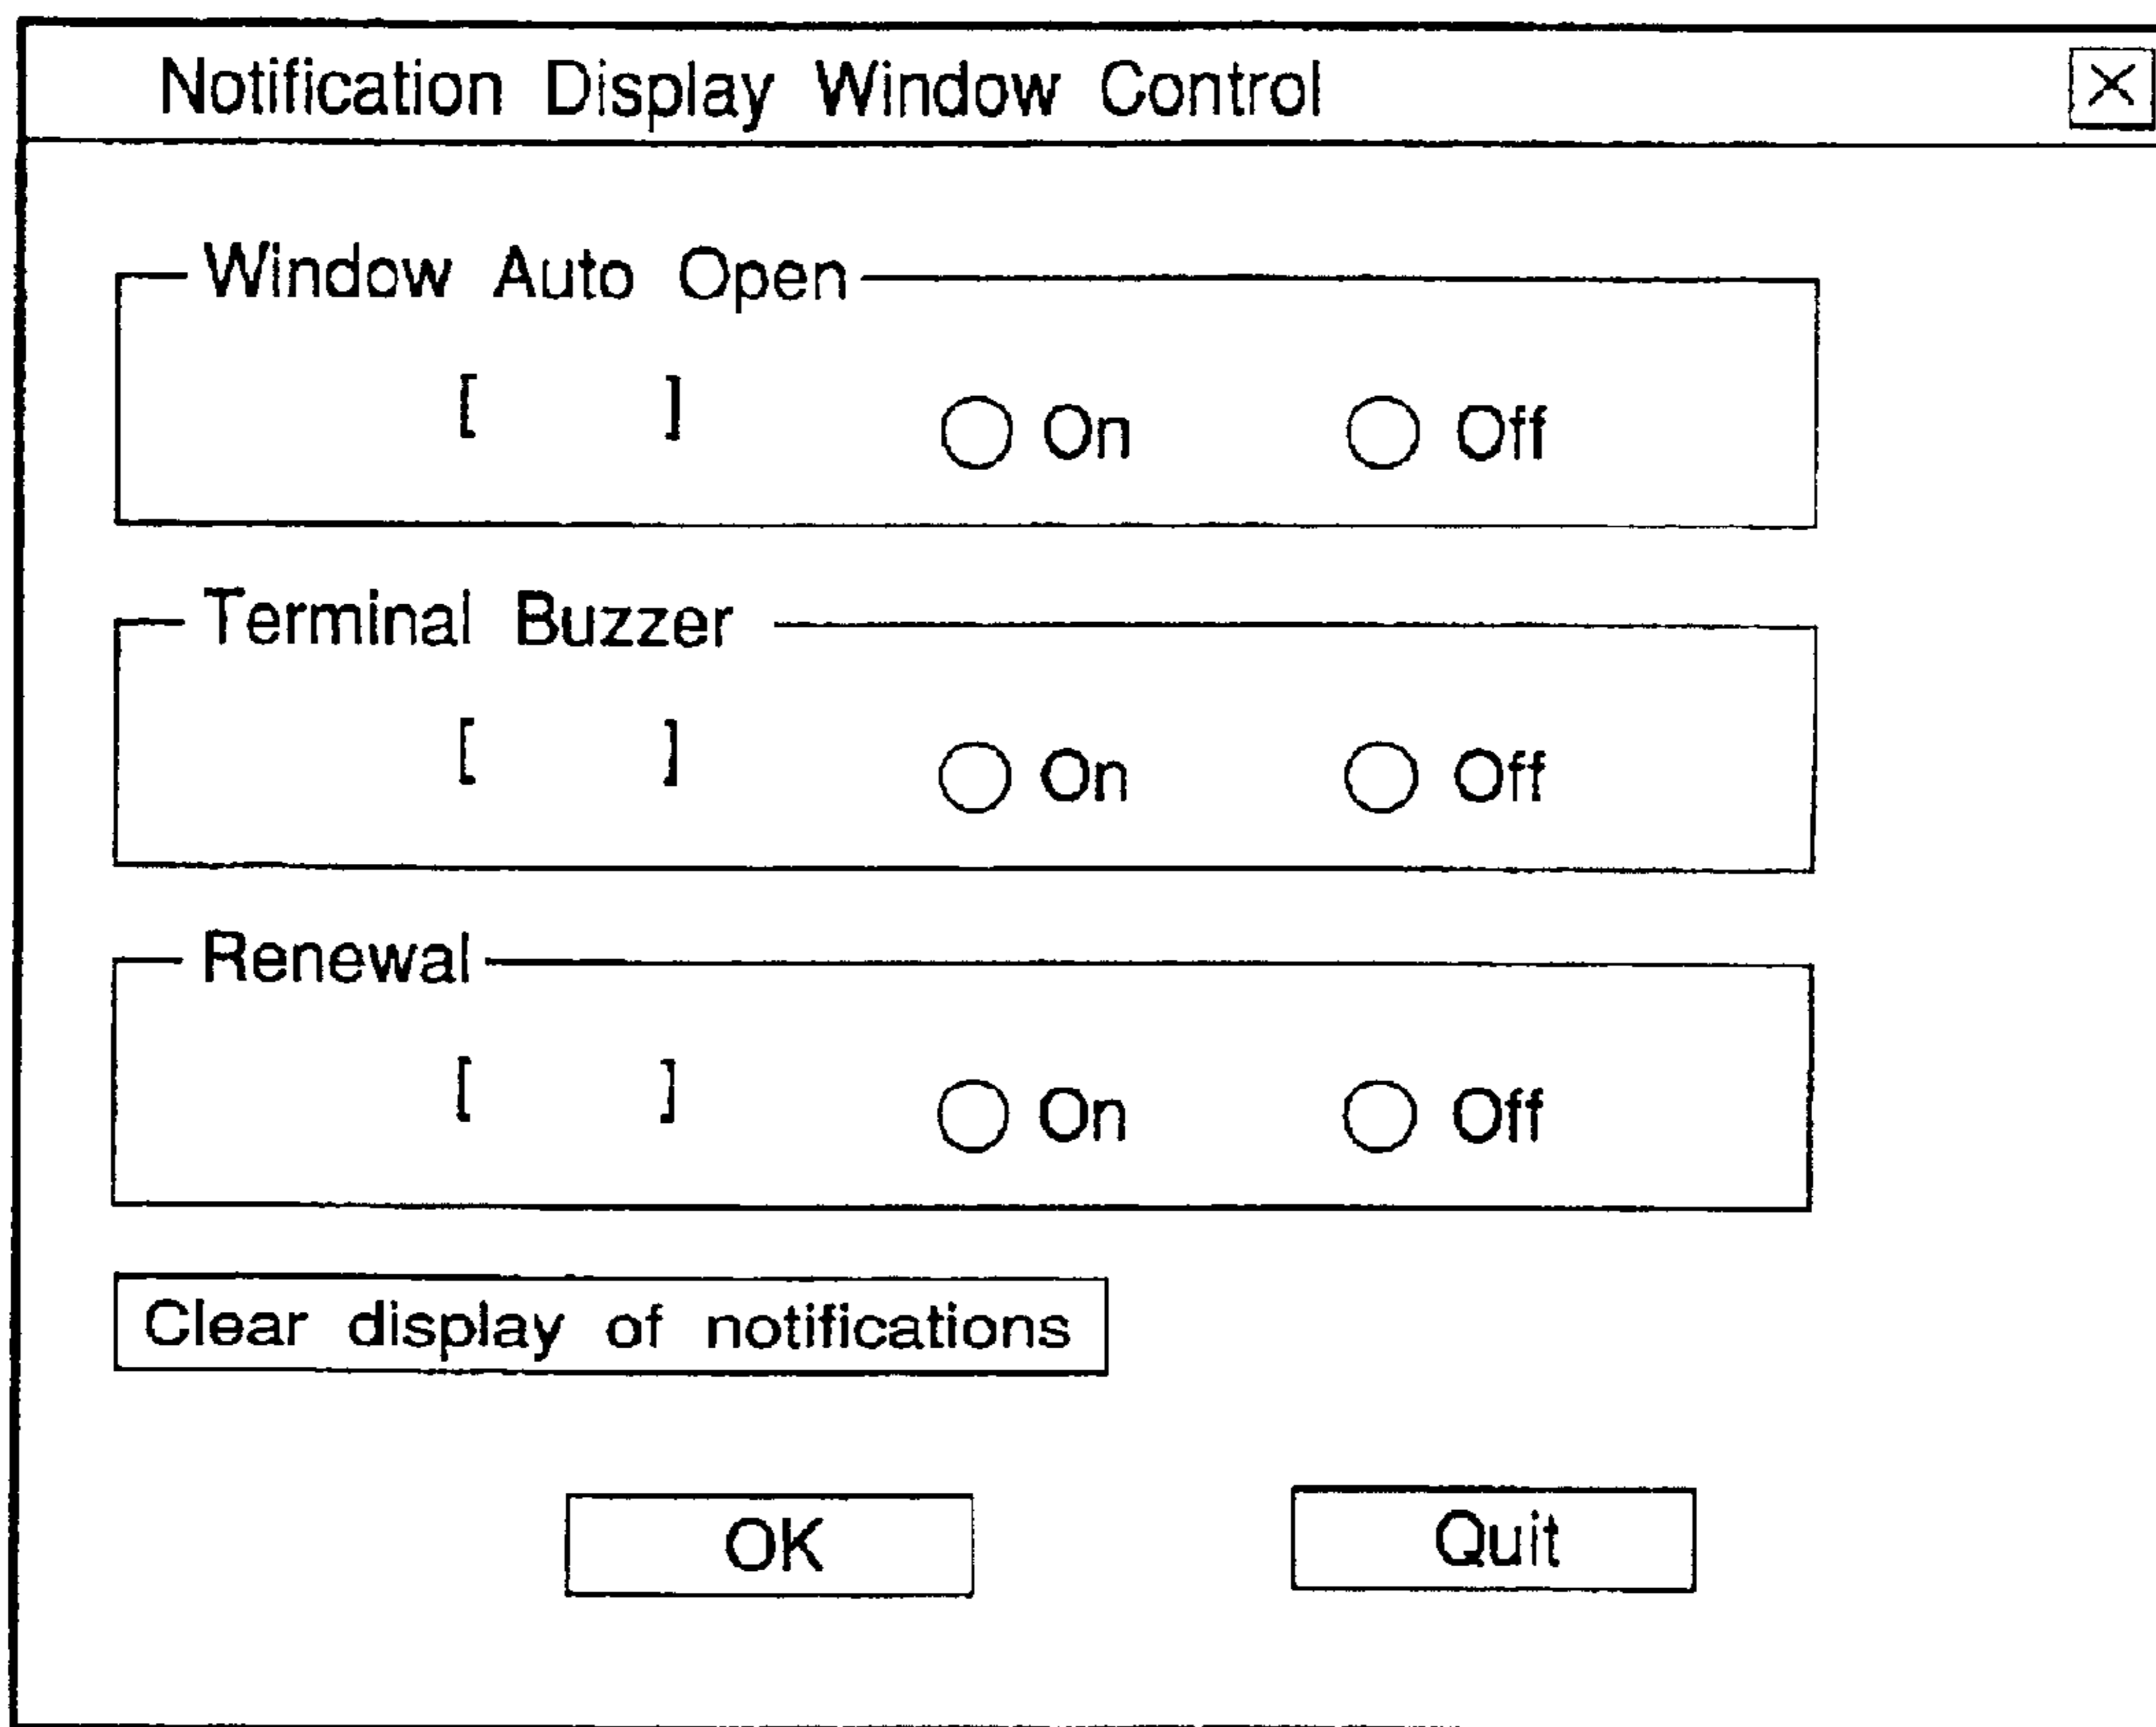 Notification Display Window Control
Window Auto Open
[ ] On Off
Terminal Buzzer
[ ] On Off
Renewal
[ ] On Off
Clear display of notifications
OK Quit